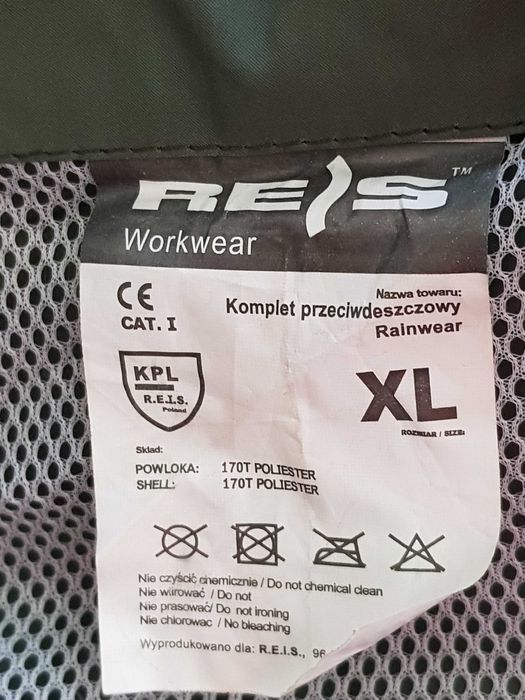 REIS™
Workwear
CE
CAT. I
Nazwa towaru:
Komplet przeciwdeszczowy
Rainwear
KPL
R.E.I.S.
Poland
XL
ROZMIAR / SIZE:
Skład:
POWLOKA: 170T POLIESTER
SHELL: 170T POLIESTER
Nie czyścić chemicznie / Do not chemical clean
Nie wirować / Do not
Nie prasować/ Do not ironing
Nie chlorowac / No bleaching
Wyprodukowano dla: R.E.I.S., 96